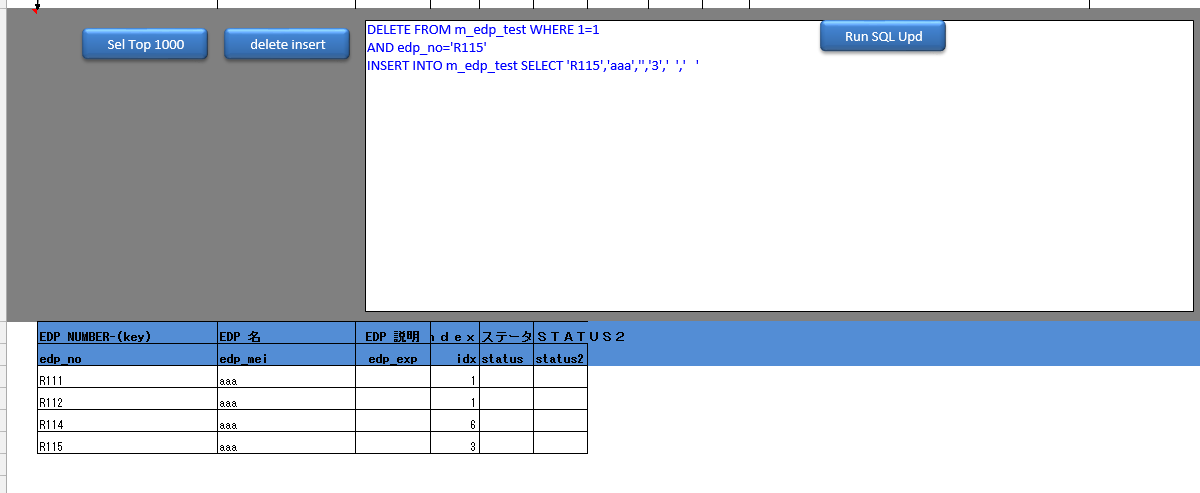 Sel Top 1000
delete insert
DELETE FROM m_edp_test WHERE 1=1
AND edp_no='R115'
INSERT INTO m_edp_test SELECT 'R115','aaa','','3','  ','   '
Run SQL Upd
EDP NUMBER-(key) EDP 名 EDP 説明 ndex ステータ STATUS2
edp_no edp_mei edp_exp idx status status2
R111 aaa 1
R112 aaa 1
R114 aaa 6
R115 aaa 3